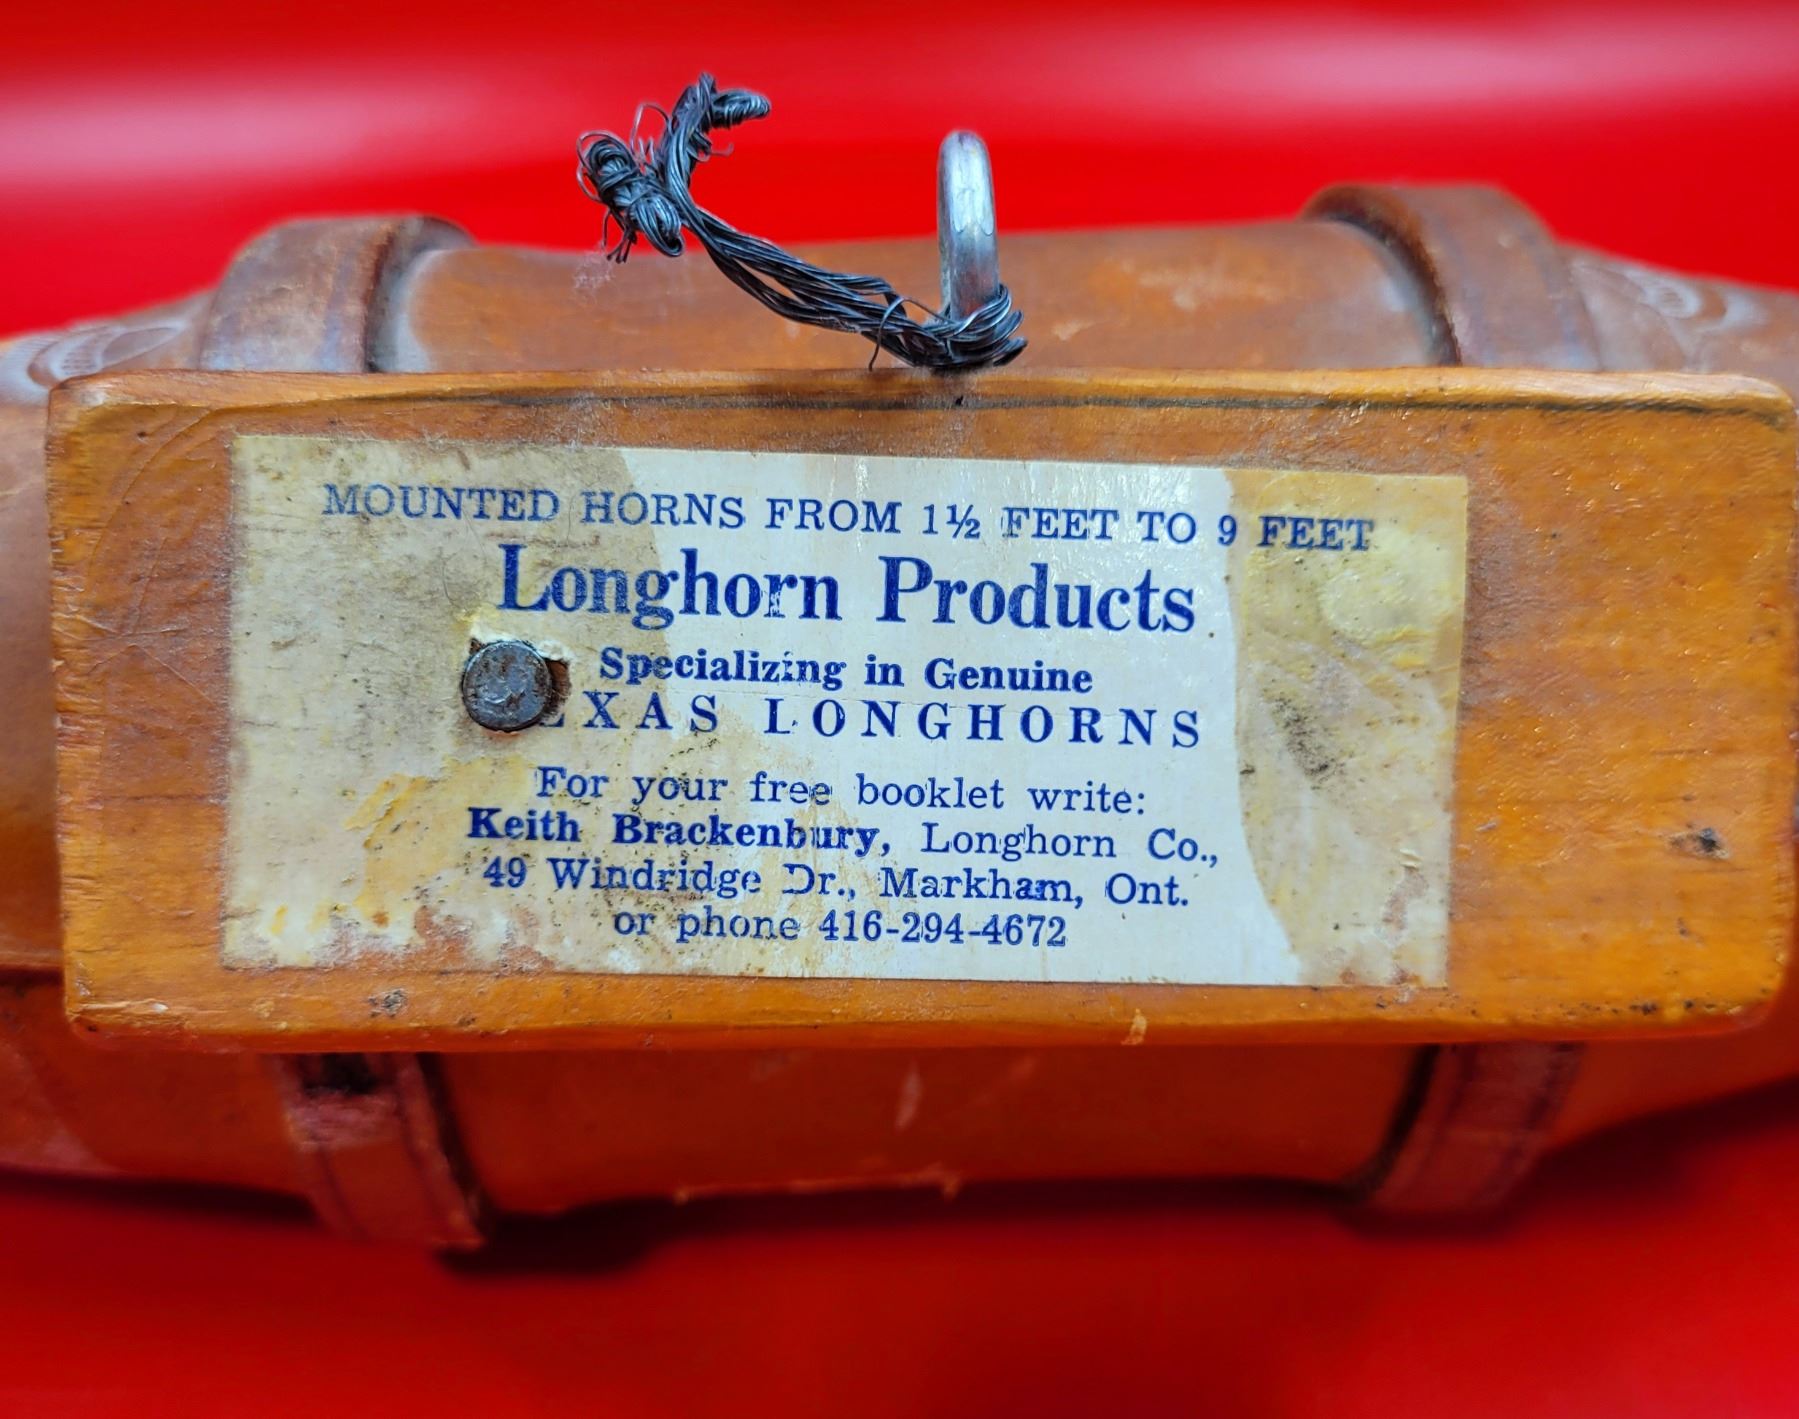 MOUNTED HORNS FROM 1½ FEET TO 9 FEET
Longhorn Products
Specializing in Genuine
EXAS LONGHORNS
For your free booklet write:
Keith Brackenbury, Longhorn Co.,
49 Windridge Dr., Markham, Ont.
or phone 416-294-4672